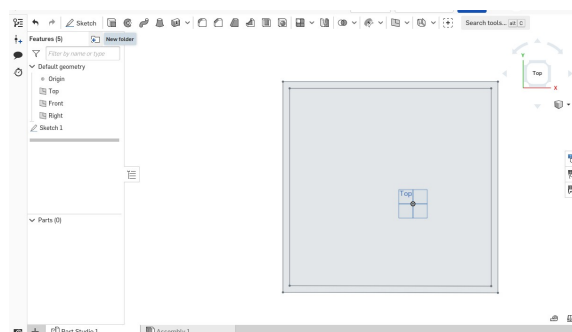 Sketch
Search tools... alt C
Features (5)
New folder
Filter by name or type
Default geometry
Origin
Top
Front
Right
Sketch 1
Parts (0)
Top
Y
Top
X
Part Studio 1
Assembly 1